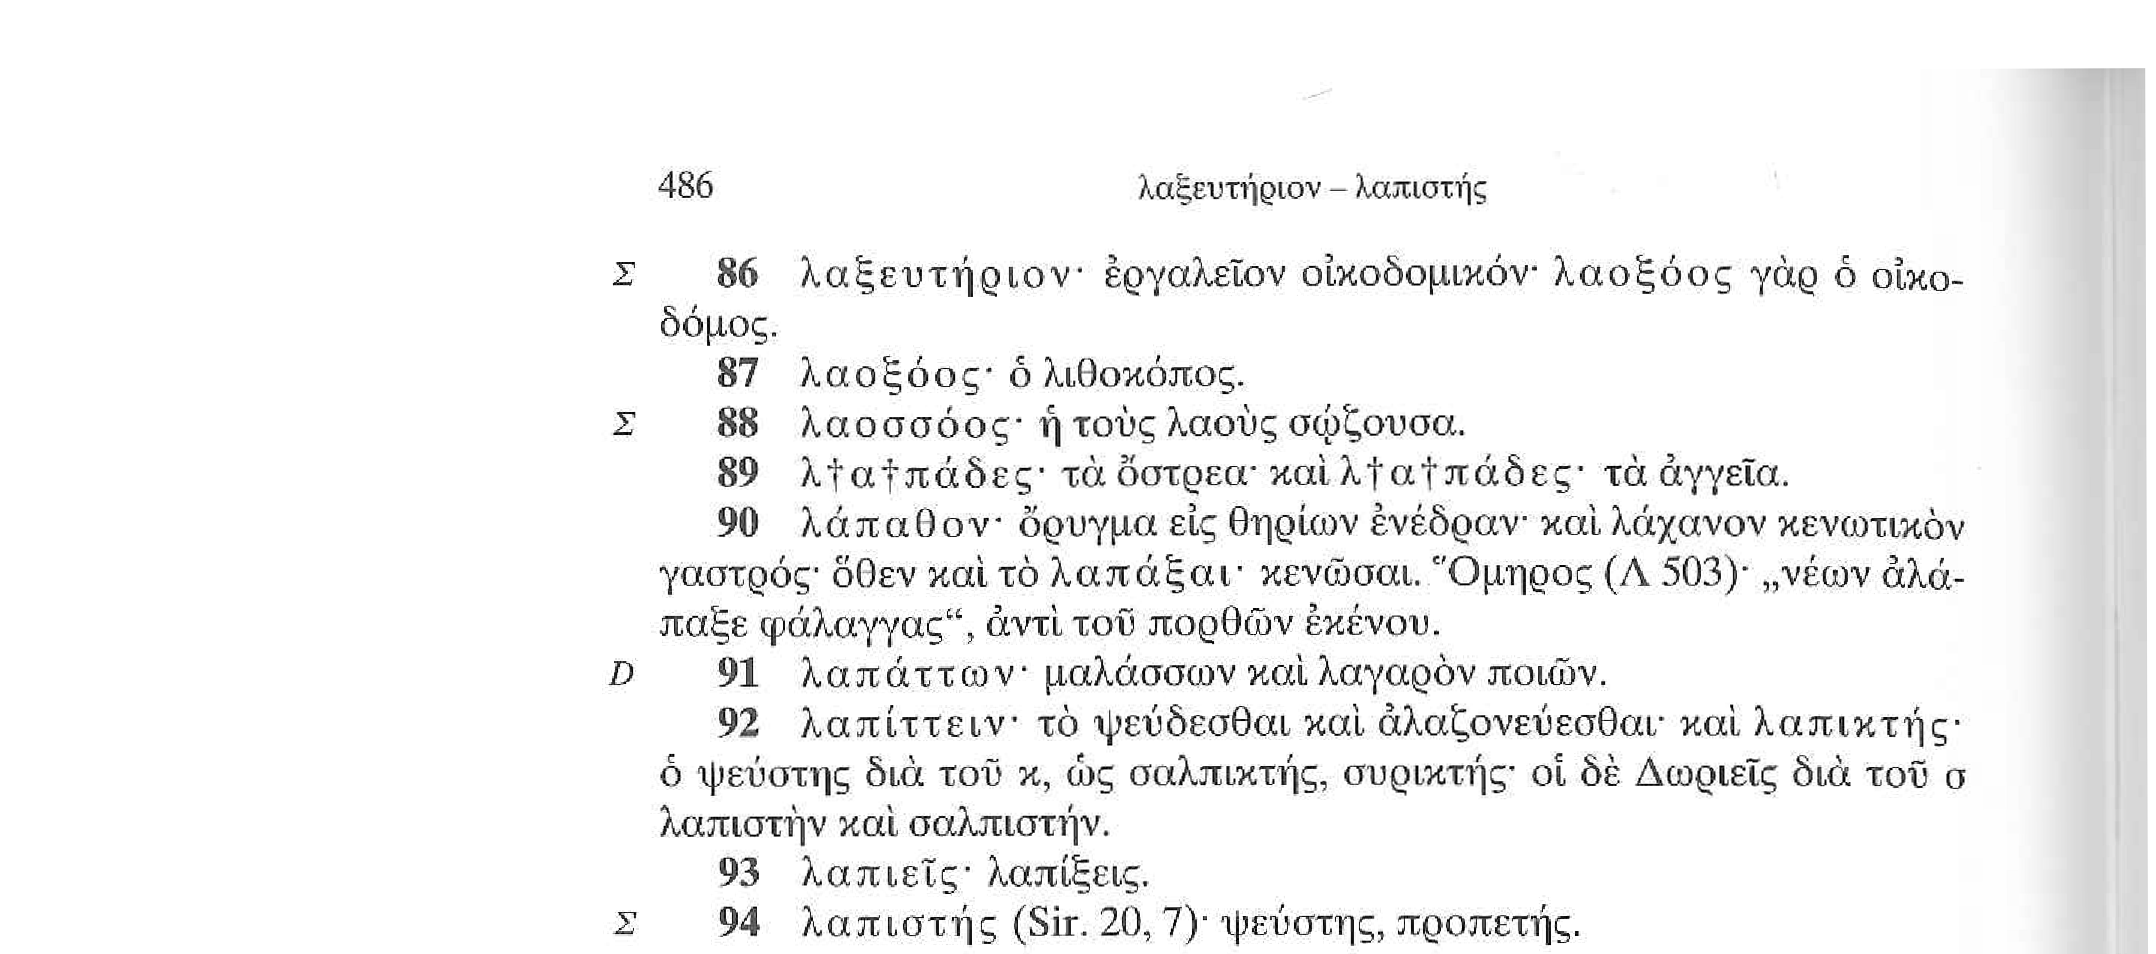 486 λαξευτήριον – λαπιστής
Σ 86 λαξευτήριον· ἐργαλεῖον οἰκοδομικόν· λαοξόος γὰρ ὁ οἰκο-
δόμος.
87 λαοξόος· ὁ λιθοκόπος.
Σ 88 λαοσσόος· ἡ τοὺς λαοὺς σῴζουσα.
89 λ†α†πάδες· τὰ ὄστρεα· καὶ λ†α†πάδες· τὰ ἀγγεῖα.
90 λάπαθον· ὄρυγμα εἰς θηρίων ἐνέδραν· καὶ λάχανον κενωτικὸν
γαστρός· ὅθεν καὶ τὸ λαπάξαι· κενῶσαι. Ὅμηρος (Λ 503)· „νέων ἀλά-
παξε φάλαγγας“, ἀντὶ τοῦ πορθῶν ἐκένου.
D 91 λαπάττων· μαλάσσων καὶ λαγαρὸν ποιῶν.
92 λαπίττειν· τὸ ψεύδεσθαι καὶ ἀλαζονεύεσθαι· καὶ λαπικτής·
ὁ ψεύστης διὰ τοῦ κ, ὡς σαλπικτής, συρικτής· οἱ δὲ Δωριεῖς διὰ τοῦ σ
λαπιστὴν καὶ σαλπιστήν.
93 λαπιεῖς· λαπίξεις.
Σ 94 λαπιστής (Sir. 20, 7)· ψεύστης, προπετής.